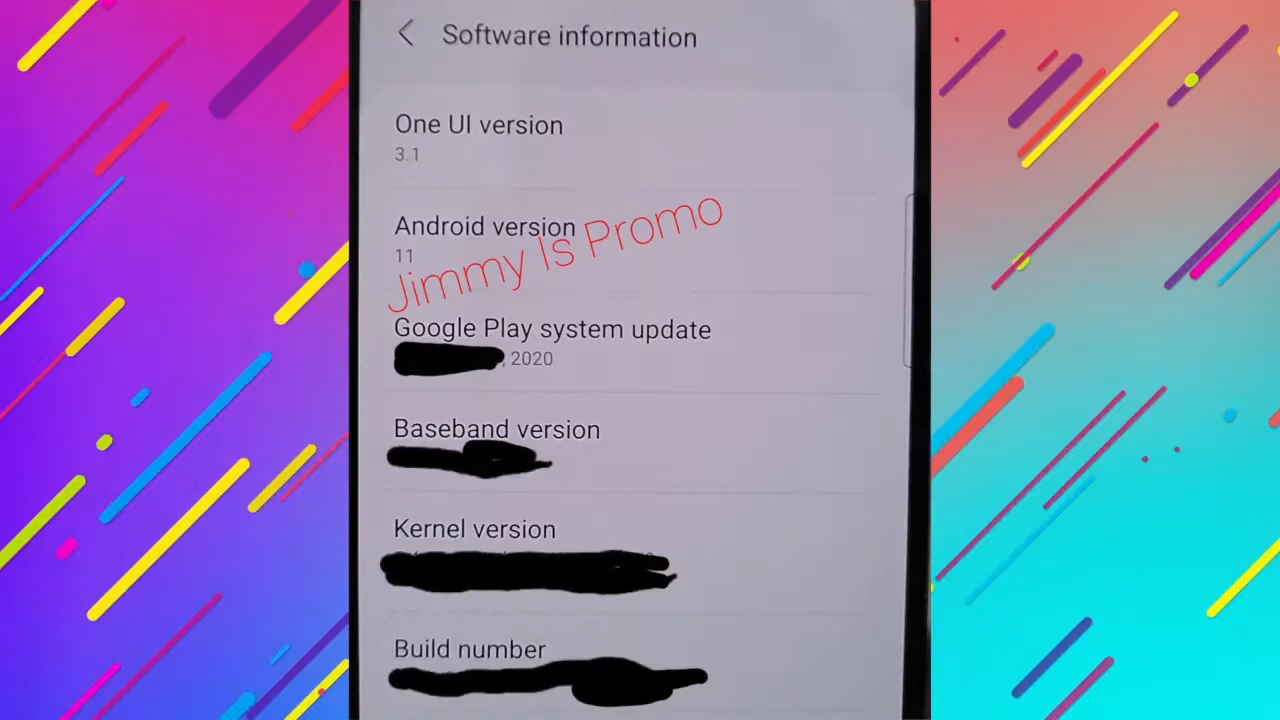 Software information
One UI version
3.1
Android version
11
Jimmy Is Promo
Google Play system update
, 2020
Baseband version
Kernel version
Build number